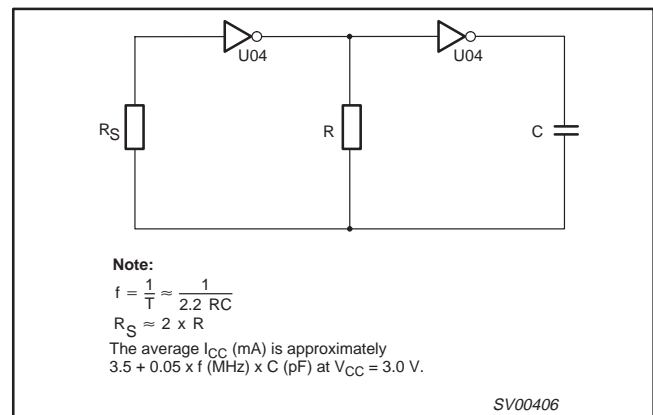 U04
U04
RS
R
C
Note:
f = 1/T ≈ 1/2.2 RC
RS ≈ 2 x R
The average ICC (mA) is approximately
3.5 + 0.05 x f (MHz) x C (pF) at VCC = 3.0 V.
SV00406